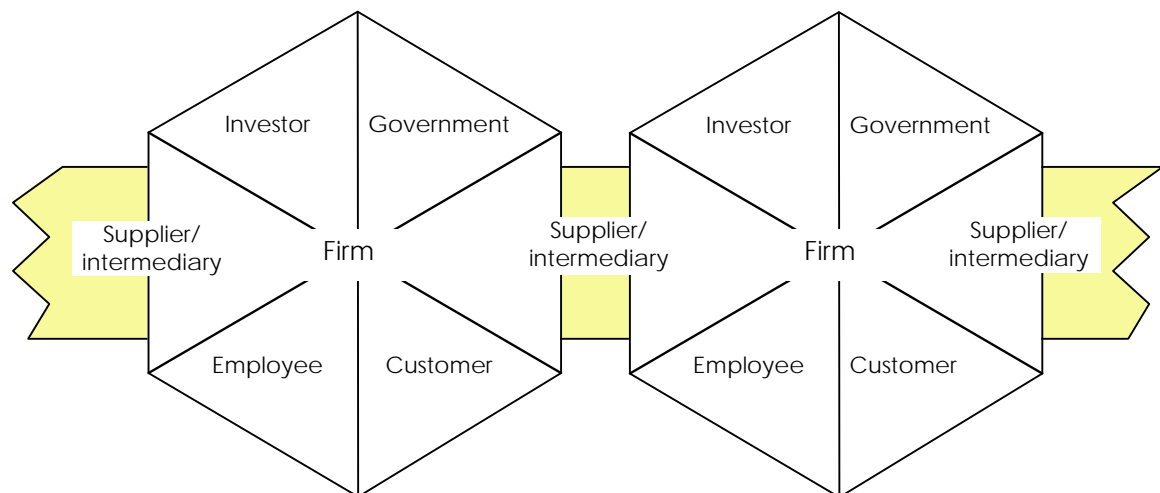 Investor
Government
Investor
Government
Supplier/
intermediary
Firm
Supplier/
intermediary
Firm
Supplier/
intermediary
Employee
Customer
Employee
Customer